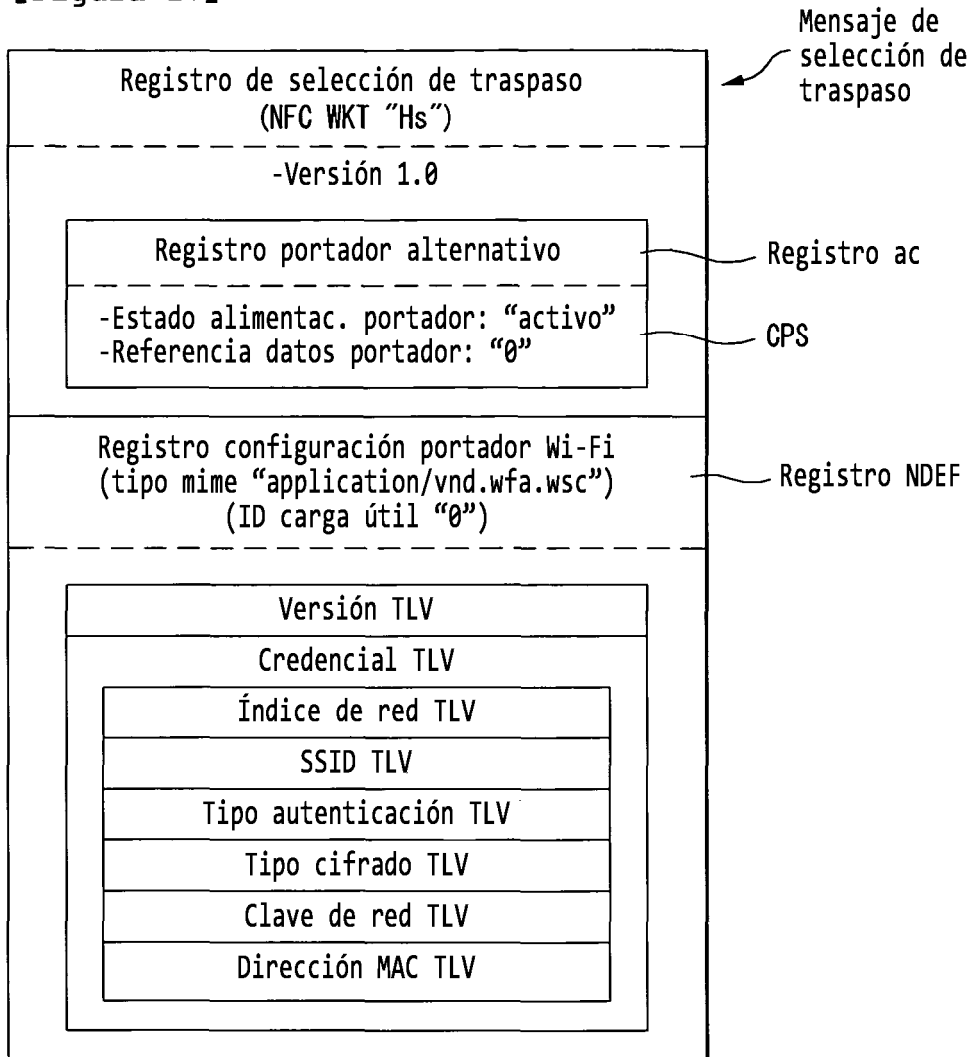 Mensaje de
selección de
traspaso
Registro de selección de traspaso
(NFC WKT "Hs")
-Versión 1.0
Registro portador alternativo
Registro ac
-Estado alimentac. portador: "activo"
-Referencia datos portador: "0"
CPS
Registro configuración portador Wi-Fi
(tipo mime "application/vnd.wfa.wsc")
(ID carga útil "0")
Registro NDEF
Versión TLV
Credencial TLV
Índice de red TLV
SSID TLV
Tipo autenticación TLV
Tipo cifrado TLV
Clave de red TLV
Dirección MAC TLV